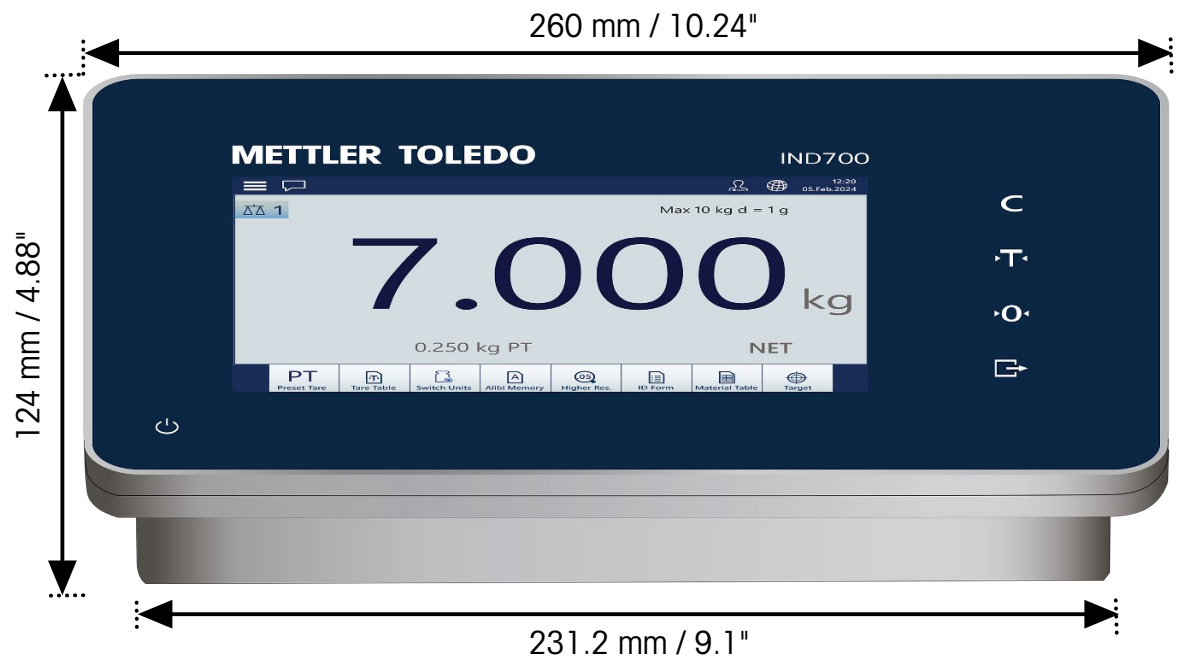 260 mm / 10.24"
124 mm / 4.88"
METTLER TOLEDO
IND700
12:20
05.Feb.2024
1
Max 10 kg d = 1 g
7.000 kg
0.250 kg PT
NET
PT
Preset Tare
Tare Table
Switch Units
Alibi Memory
Higher Res.
ID Form
Material Table
Target
C
T
0
231.2 mm / 9.1"